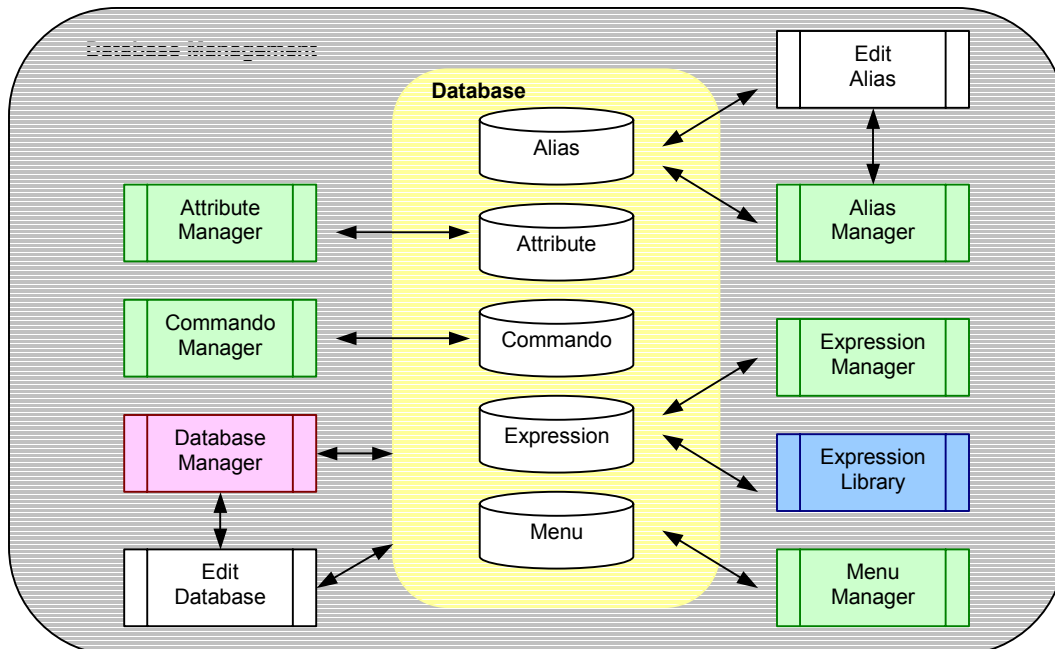 Database Management
Edit
Alias
Database
Alias
Attribute
Manager
Alias
Manager
Attribute
Commando
Manager
Commando
Expression
Manager
Database
Manager
Expression
Expression
Library
Menu
Edit
Database
Menu
Manager